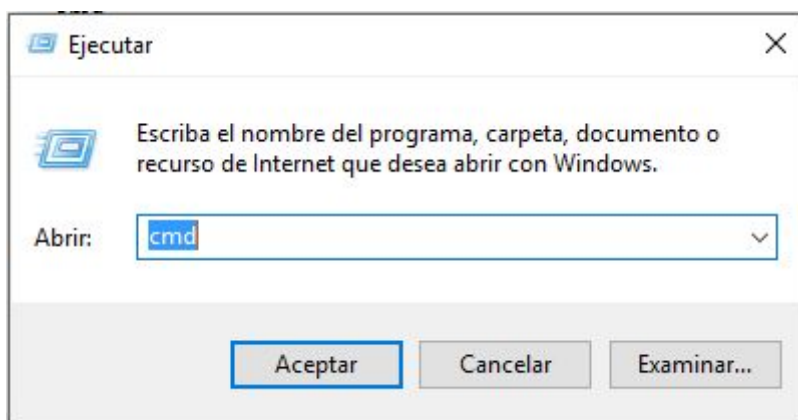 Ejecutar
Escriba el nombre del programa, carpeta, documento o
recurso de Internet que desea abrir con Windows.
Abrir:
cmd
Aceptar
Cancelar
Examinar...